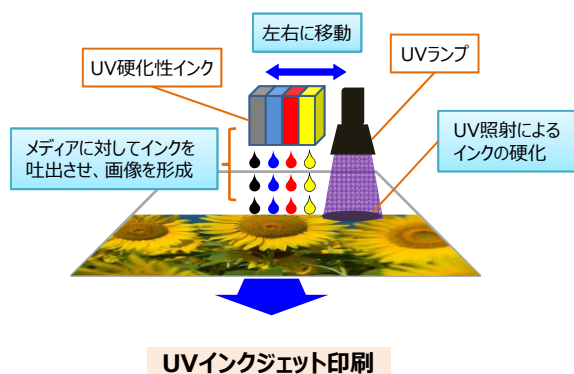 左右に移動
UV硬化性インク
UVランプ
メディアに対してインクを
吐出させ、画像を形成
UV照射による
インクの硬化
UVインクジェット印刷